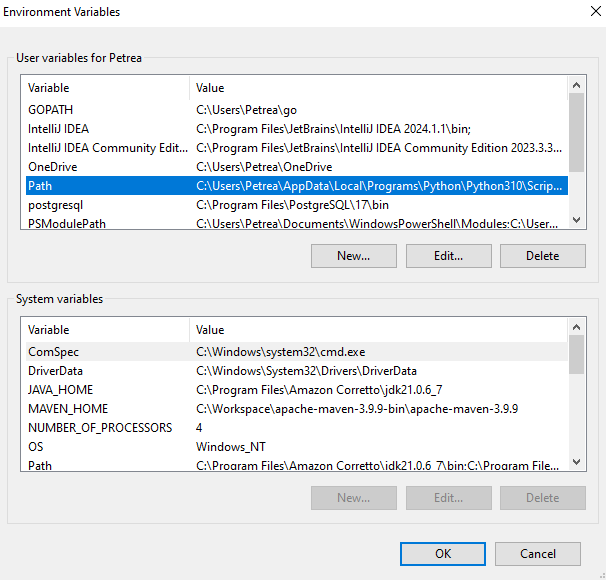 Environment Variables
User variables for Petrea
Variable Value
GOPATH C:\Users\Petrea\go
IntelliJ IDEA C:\Program Files\JetBrains\IntelliJ IDEA 2024.1.1\bin;
IntelliJ IDEA Community Edit... C:\Program Files\JetBrains\IntelliJ IDEA Community Edition 2023.3.3...
OneDrive C:\Users\Petrea\OneDrive
Path C:\Users\Petrea\AppData\Local\Programs\Python\Python310\Scrip...
postgresql C:\Program Files\PostgreSQL\17\bin
PSModulePath C:\Users\Petrea\Documents\WindowsPowerShell\Modules;C:\User...
New... Edit... Delete
System variables
Variable Value
ComSpec C:\Windows\system32\cmd.exe
DriverData C:\Windows\System32\Drivers\DriverData
JAVA_HOME C:\Program Files\Amazon Corretto\jdk21.0.6_7
MAVEN_HOME C:\Workspace\apache-maven-3.9.9-bin\apache-maven-3.9.9
NUMBER_OF_PROCESSORS 4
OS Windows_NT
Path C:\Program Files\Amazon Corretto\jdk21.0.6_7\bin;C:\Program File...
New... Edit... Delete
OK Cancel